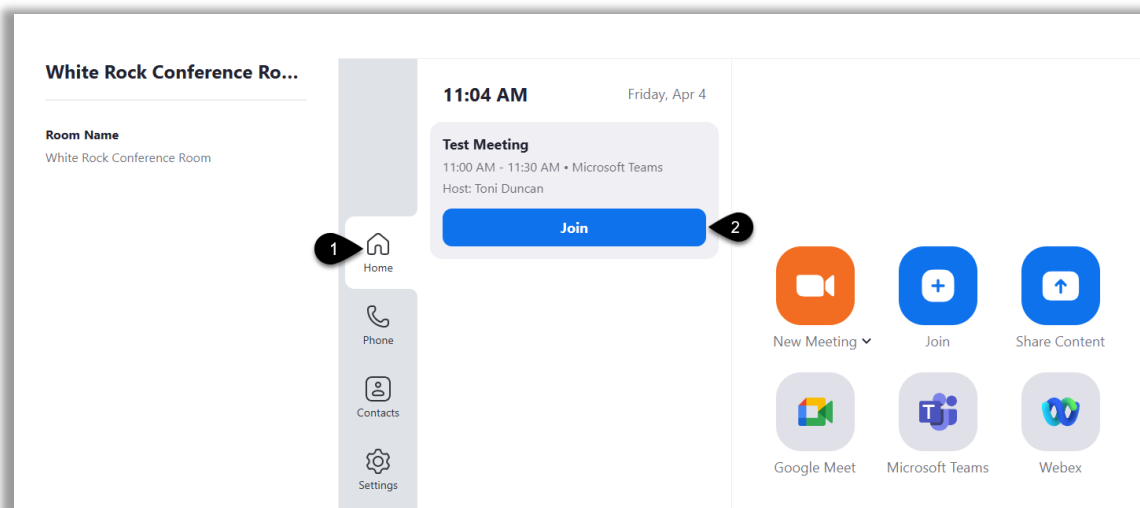 White Rock Conference Ro...
Room Name
White Rock Conference Room
1
Home
Phone
Contacts
Settings
11:04 AM Friday, Apr 4
Test Meeting
11:00 AM - 11:30 AM • Microsoft Teams
Host: Toni Duncan
Join
2
New Meeting Join Share Content
Google Meet Microsoft Teams Webex